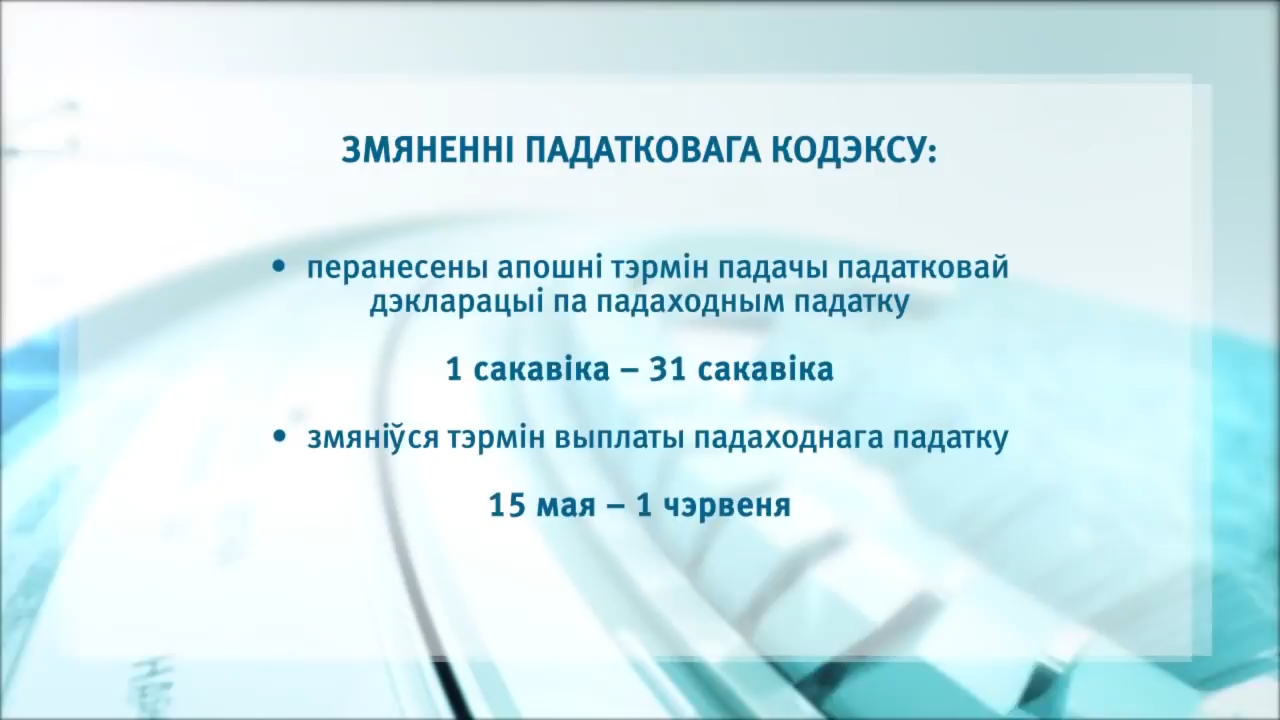 ЗМЯНЕННІ ПАДАТКОВАГА КОДЭКСУ:
• перанесены апошні тэрмін падачы падатковай
дэкларацыі па падаходным падатку
1 сакавіка – 31 сакавіка
• змяніўся тэрмін выплаты падаходнага падатку
15 мая – 1 чэрвеня